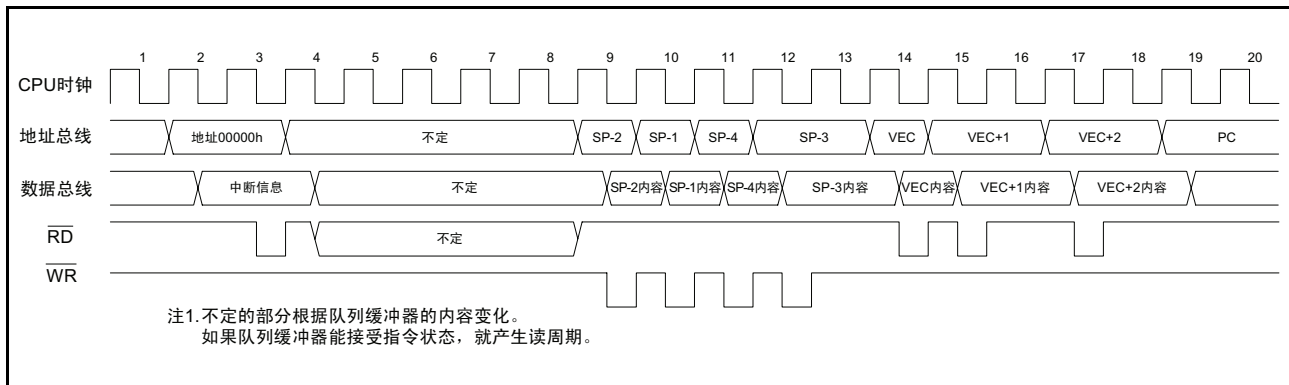 1 2 3 4 5 6 7 8 9 10 11 12 13 14 15 16 17 18 19 20
CPU时钟
地址总线 地址00000h 不定 SP-2 SP-1 SP-4 SP-3 VEC VEC+1 VEC+2 PC
数据总线 中断信息 不定 SP-2内容 SP-1内容 SP-4内容 SP-3内容 VEC内容 VEC+1内容 VEC+2内容
RD 不定
WR
注1.不定的部分根据队列缓冲器的内容变化。
如果队列缓冲器能接受指令状态，就产生读周期。